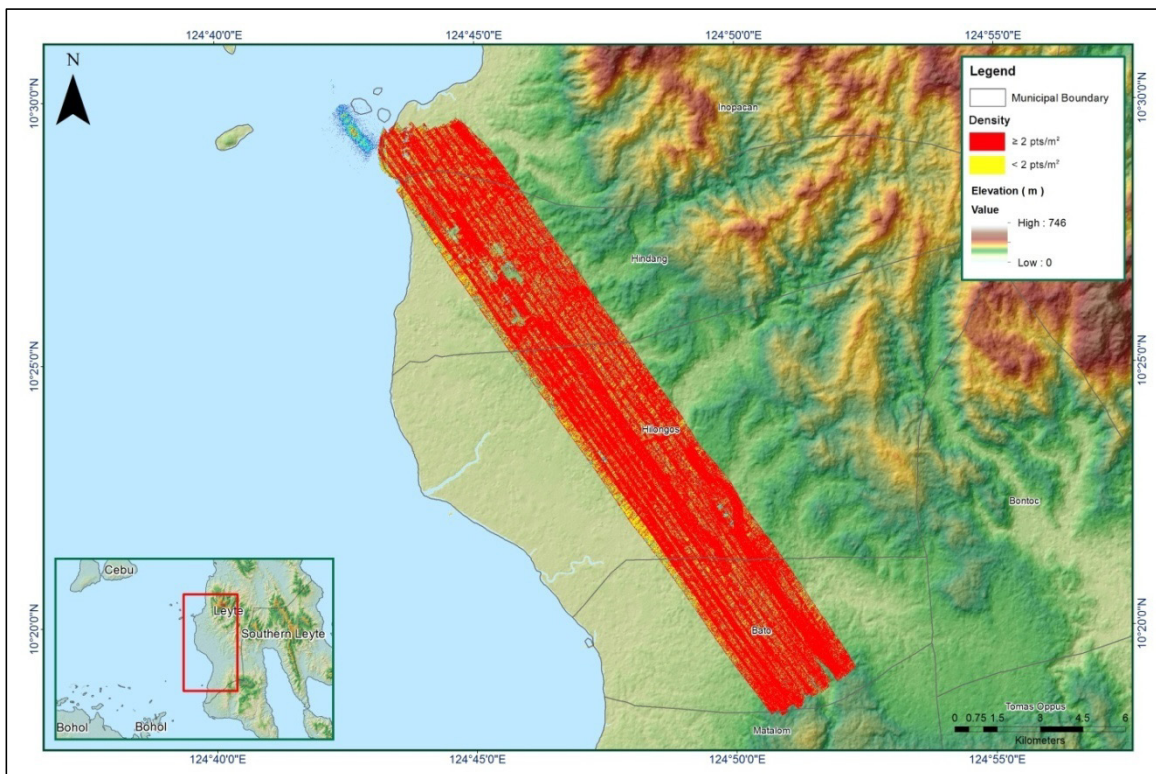 124°40'0"E
124°45'0"E
124°50'0"E
124°55'0"E
N
10°30'0"N
10°30'0"N
Legend
Municipal Boundary
Density
≥ 2 pts/m²
< 2 pts/m²
Elevation ( m )
Value
High : 746
Low : 0
Inopacan
Hindang
10°25'0"N
10°25'0"N
Hilongos
Bontoc
10°20'0"N
10°20'0"N
Bato
Matalom
Tomas Oppus
0 0.75 1.5 3 4.5 6
Kilometers
Cebu
Leyte
Southern Leyte
Bohol
Bohol
124°40'0"E
124°45'0"E
124°50'0"E
124°55'0"E